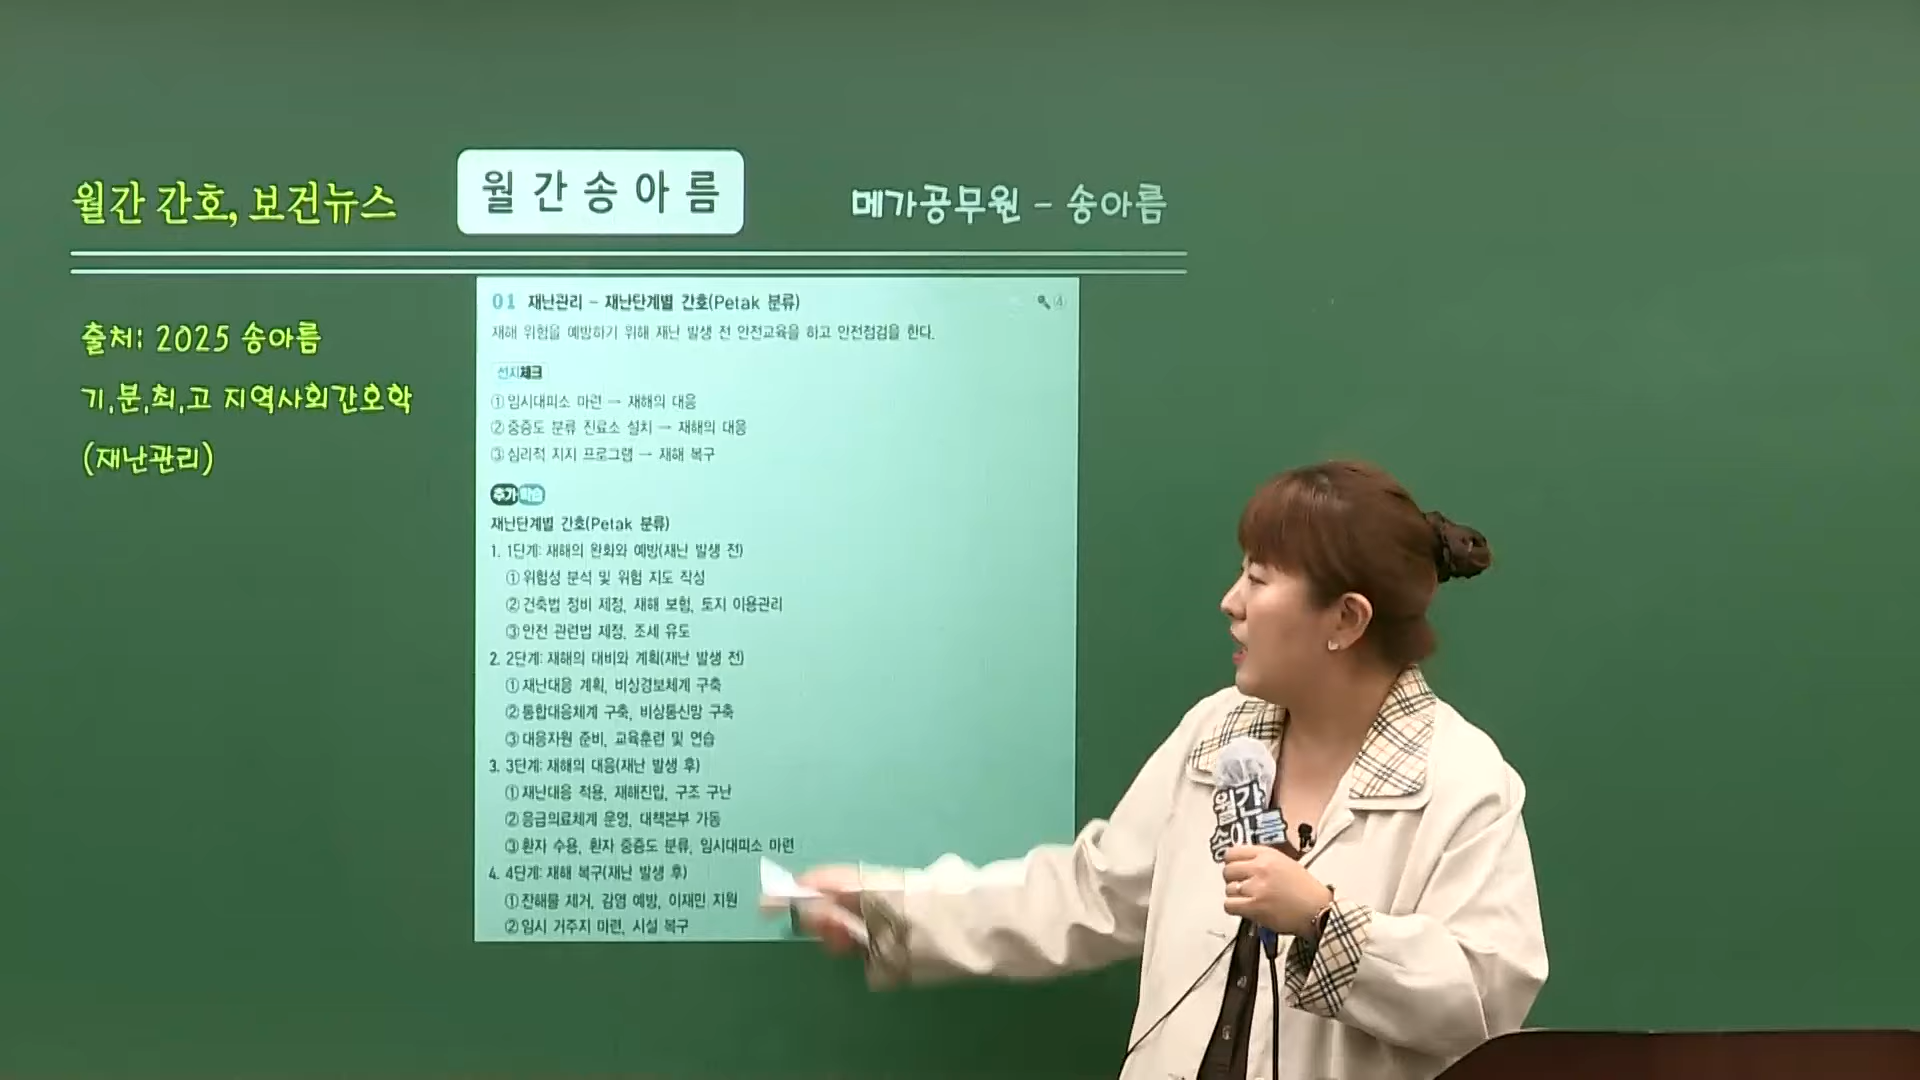 월간 간호, 보건뉴스
월간송아름
메가공무원 - 송아름
출처: 2025 송아름
기,분,최,고 지역사회간호학
(재난관리)
01 재난관리 - 재난단계별 간호(Petak 분류)
④
재해 위험을 예방하기 위해 재난 발생 전 안전교육을 하고 안전점검을 한다.
선지체크
① 임시대피소 마련 → 재해의 대응
② 중증도 분류 진료소 설치 → 재해의 대응
③ 심리적 지지 프로그램 → 재해 복구
추가학습
재난단계별 간호(Petak 분류)
1. 1단계: 재해의 완화와 예방(재난 발생 전)
① 위험성 분석 및 위험 지도 작성
② 건축법 정비 제정, 재해 보험, 토지 이용관리
③ 안전 관련법 제정, 조세 유도
2. 2단계: 재해의 대비와 계획(재난 발생 전)
① 재난대응 계획, 비상경보체계 구축
② 통합대응체계 구축, 비상통신망 구축
③ 대응자원 준비, 교육훈련 및 연습
3. 3단계: 재해의 대응(재난 발생 후)
① 재난대응 적용, 재해진압, 구조 구난
② 응급의료체계 운영, 대책본부 가동
③ 환자 수용, 환자 중증도 분류, 임시대피소 마련
4. 4단계: 재해 복구(재난 발생 후)
① 잔해물 제거, 감염 예방, 이재민 지원
② 임시 거주지 마련, 시설 복구
월간
송아름